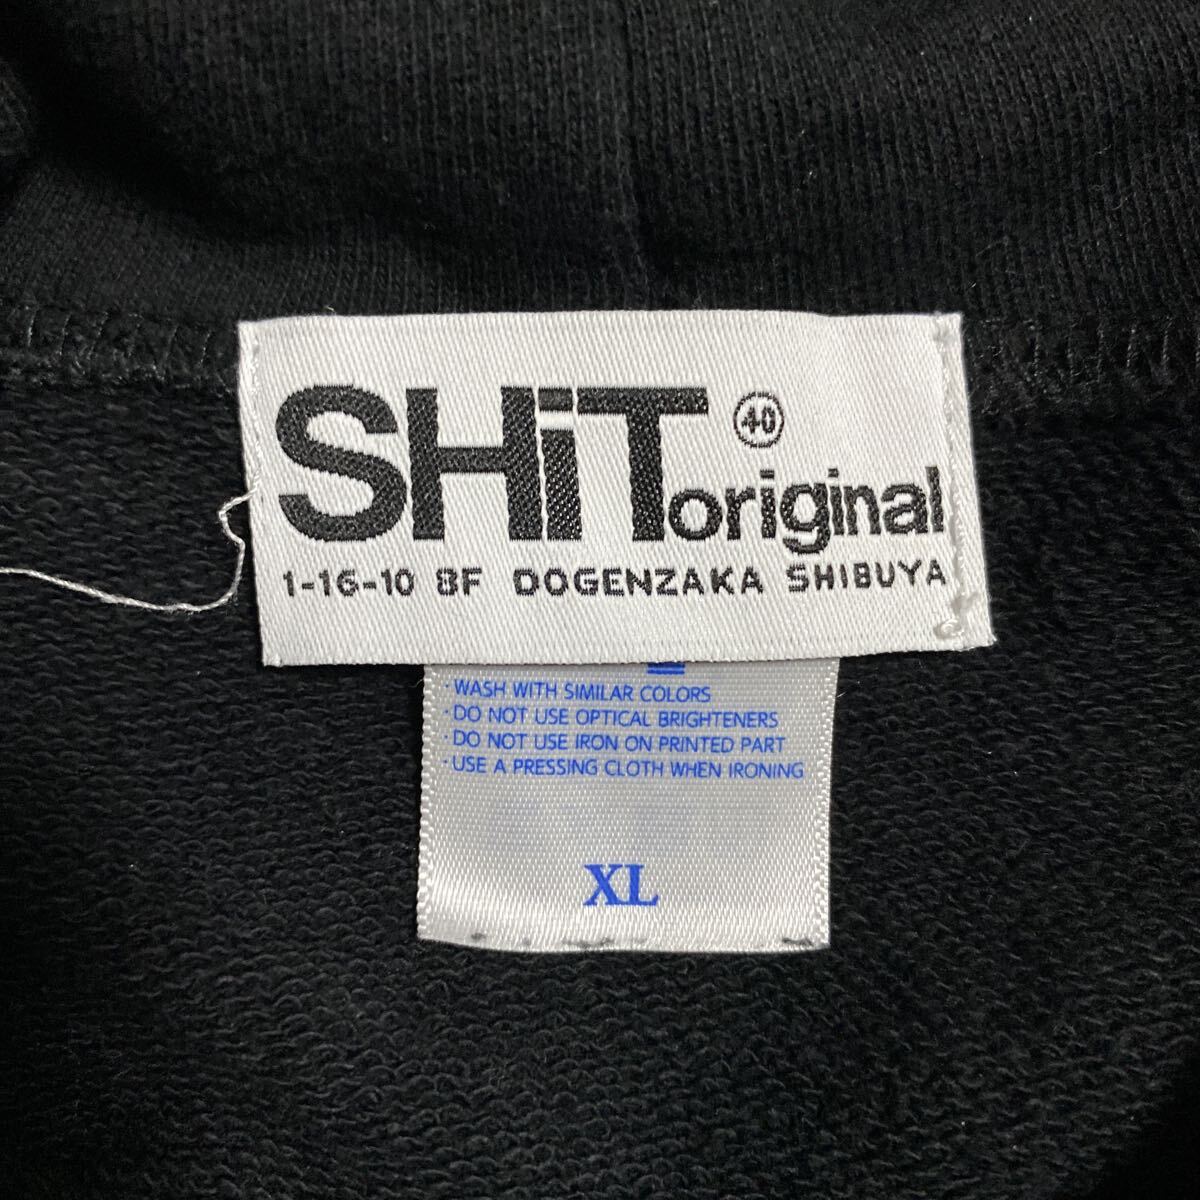 SHiT 40
original
1-16-10 8F DOGENZAKA SHIBUYA
· WASH WITH SIMILAR COLORS
· DO NOT USE OPTICAL BRIGHTENERS
· DO NOT USE IRON ON PRINTED PART
· USE A PRESSING CLOTH WHEN IRONING
XL